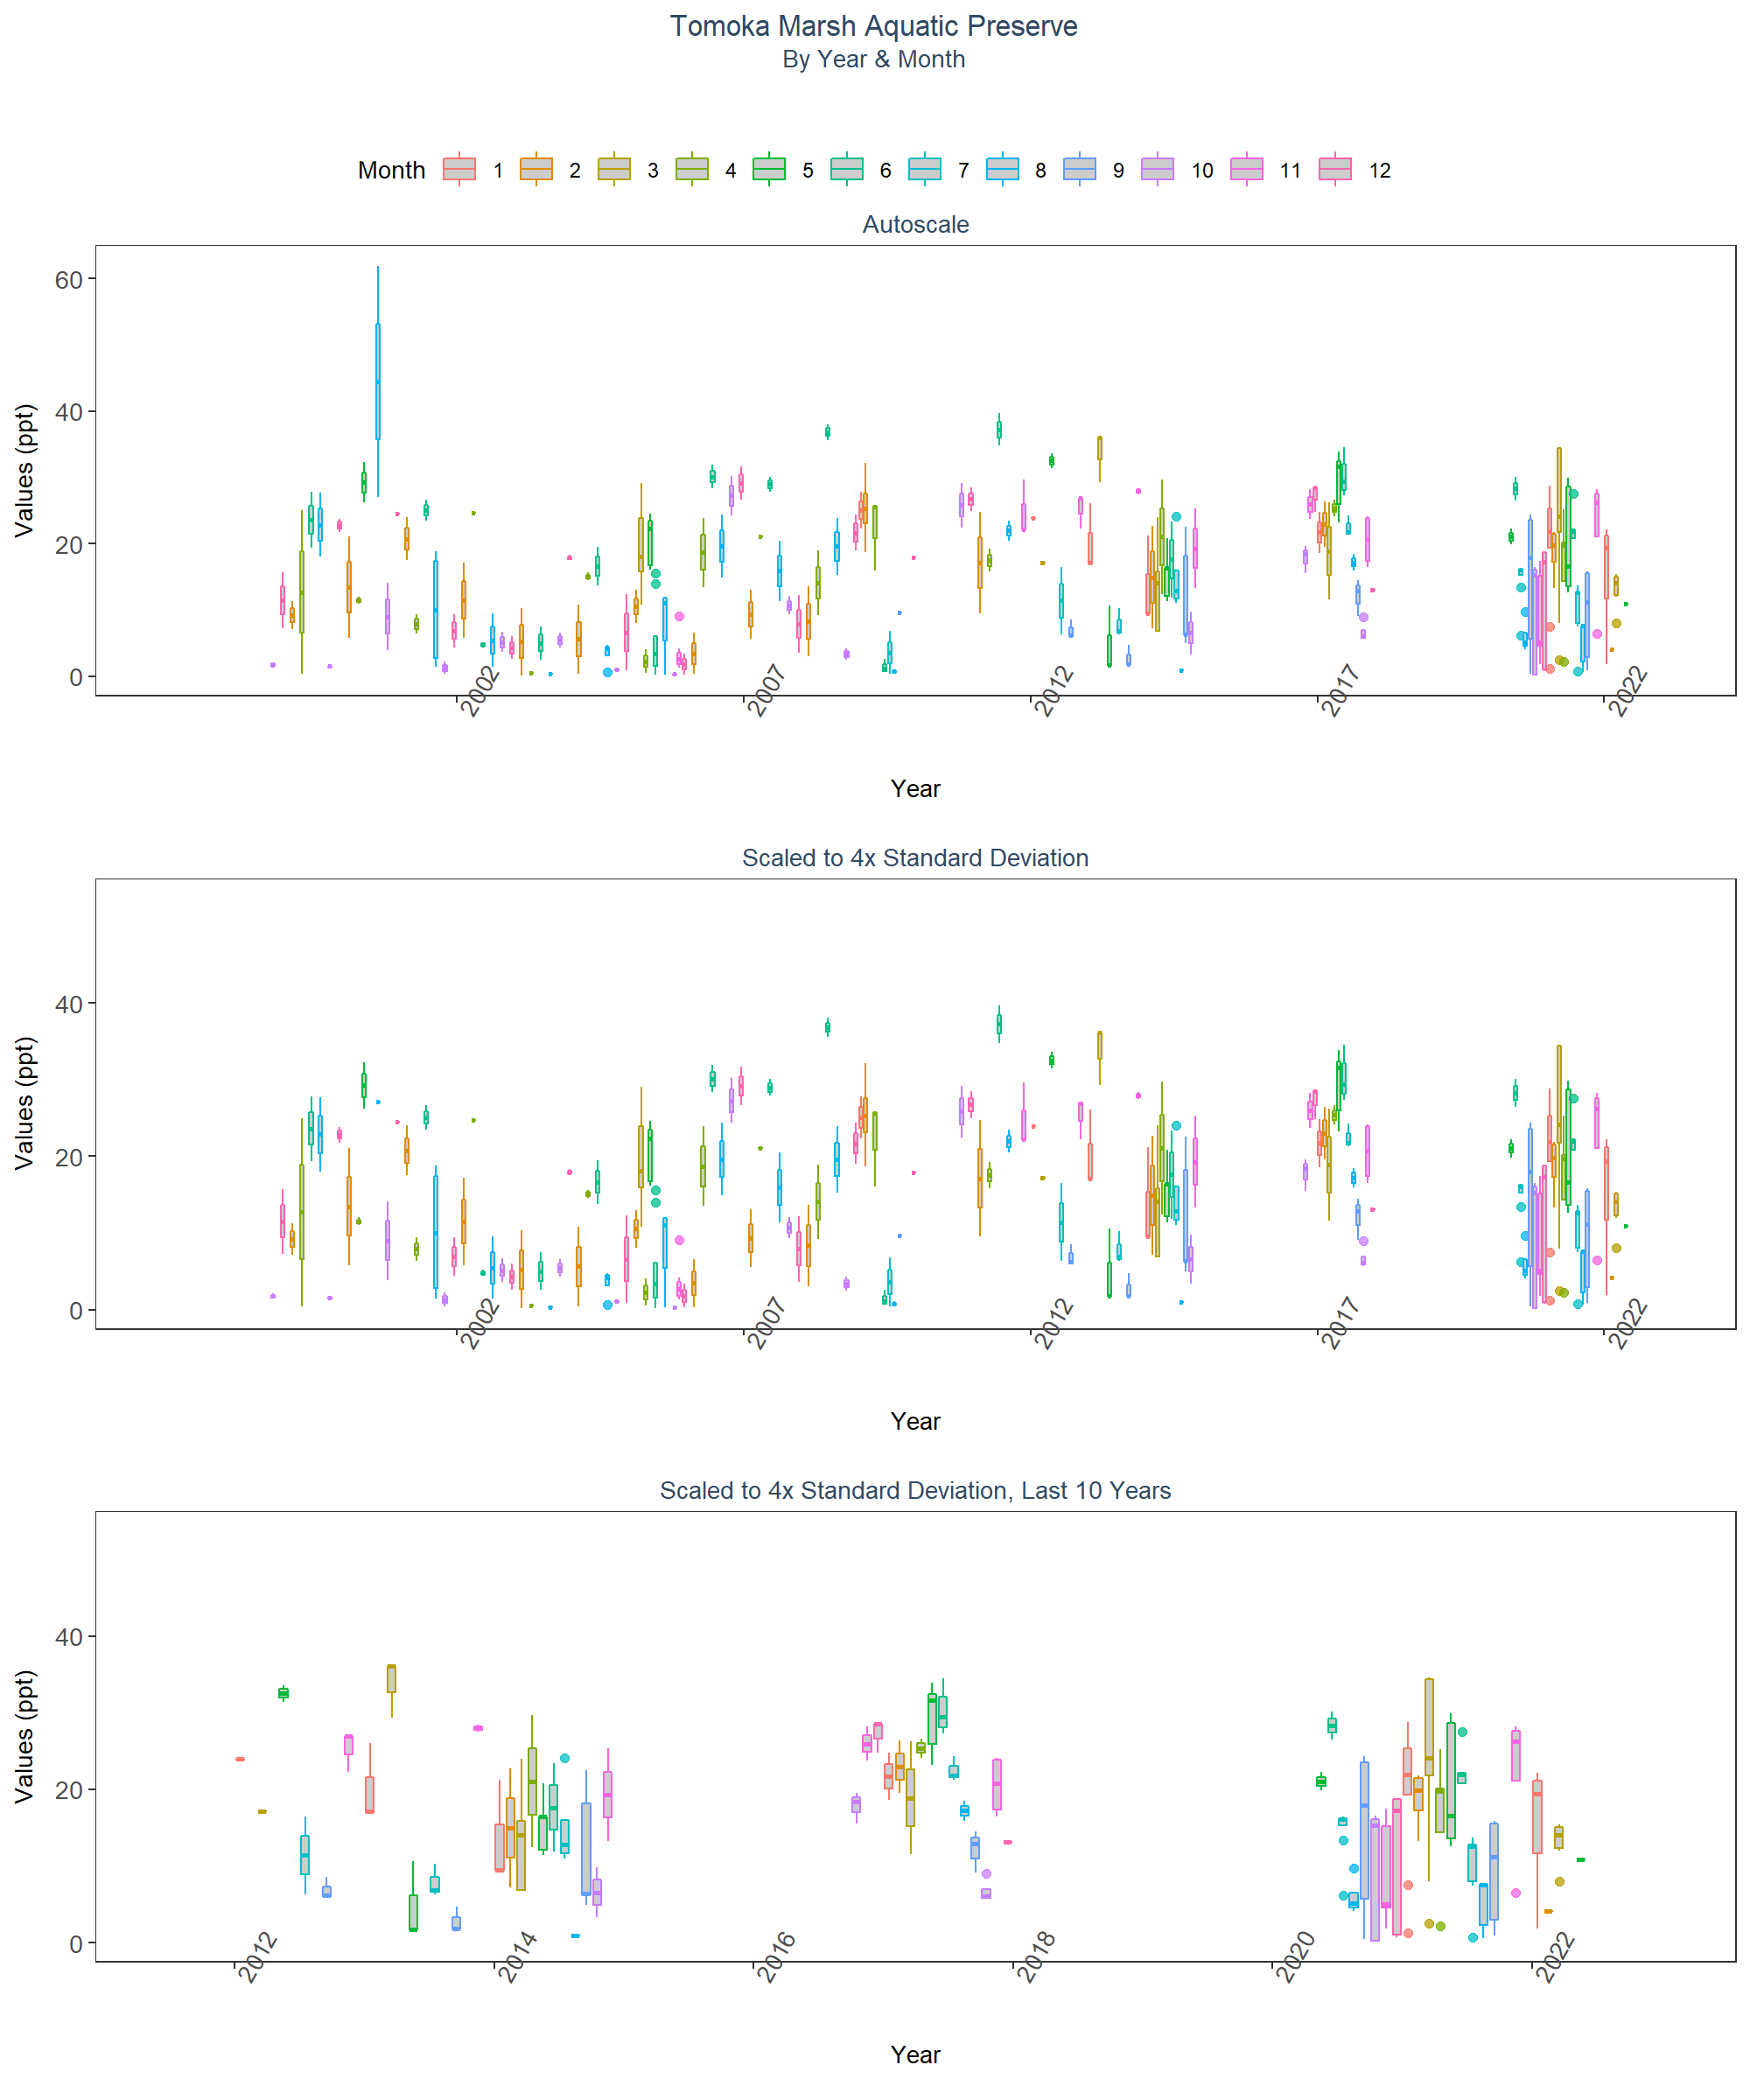 Tomoka Marsh Aquatic Preserve
By Year & Month
Month 1 2 3 4 5 6 7 8 9 10 11 12
Autoscale
Values (ppt)
60
40
20
0
2002 2007 2012 2017 2022
Year
Scaled to 4x Standard Deviation
Values (ppt)
40
20
0
2002 2007 2012 2017 2022
Year
Scaled to 4x Standard Deviation, Last 10 Years
Values (ppt)
40
20
0
2012 2014 2016 2018 2020 2022
Year